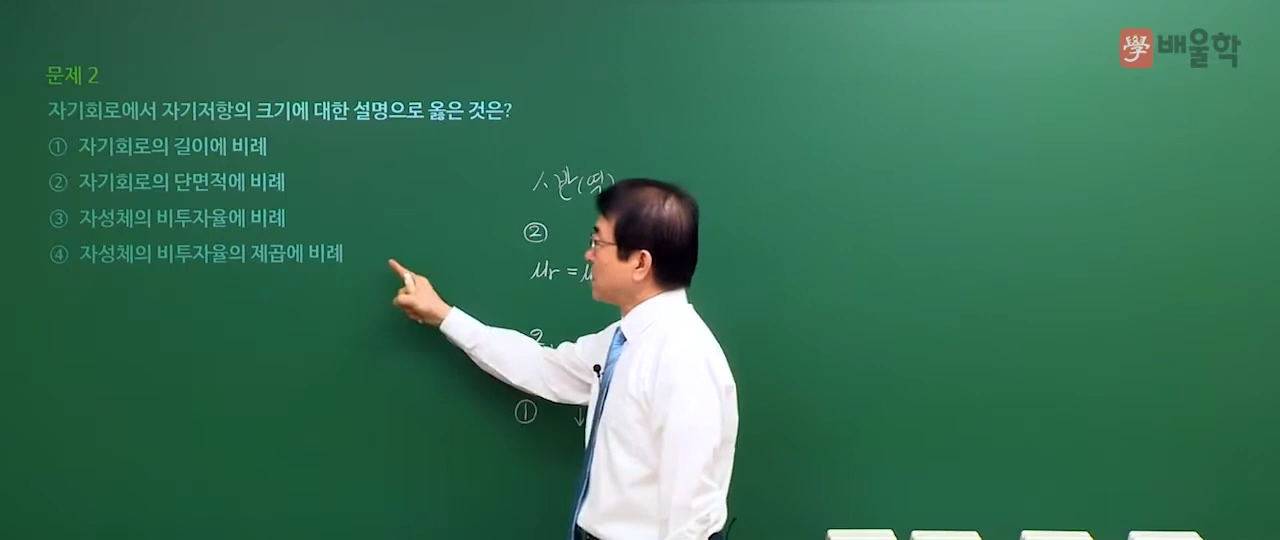 學 배울학
문제 2
자기회로에서 자기저항의 크기에 대한 설명으로 옳은 것은?
① 자기회로의 길이에 비례
② 자기회로의 단면적에 비례
③ 자성체의 비투자율에 비례
④ 자성체의 비투자율의 제곱에 비례
②
μr =
2.
① ↓